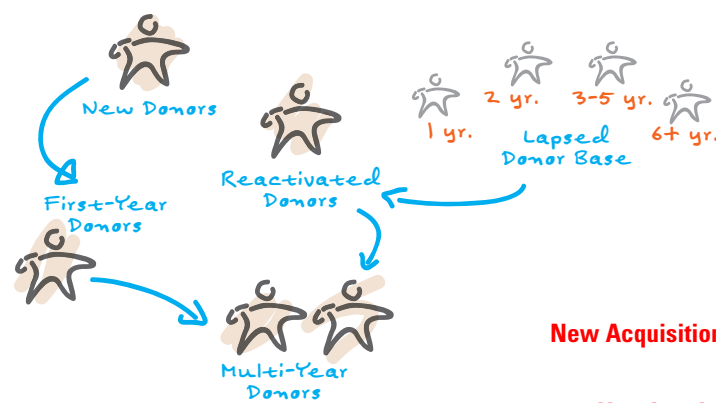 New Donors
2 yr.
3-5 yr.
1 yr.
6+ yr.
Lapsed
Donor Base
Reactivated
Donors
First-Year
Donors
Multi-Year
Donors
New Acquisition